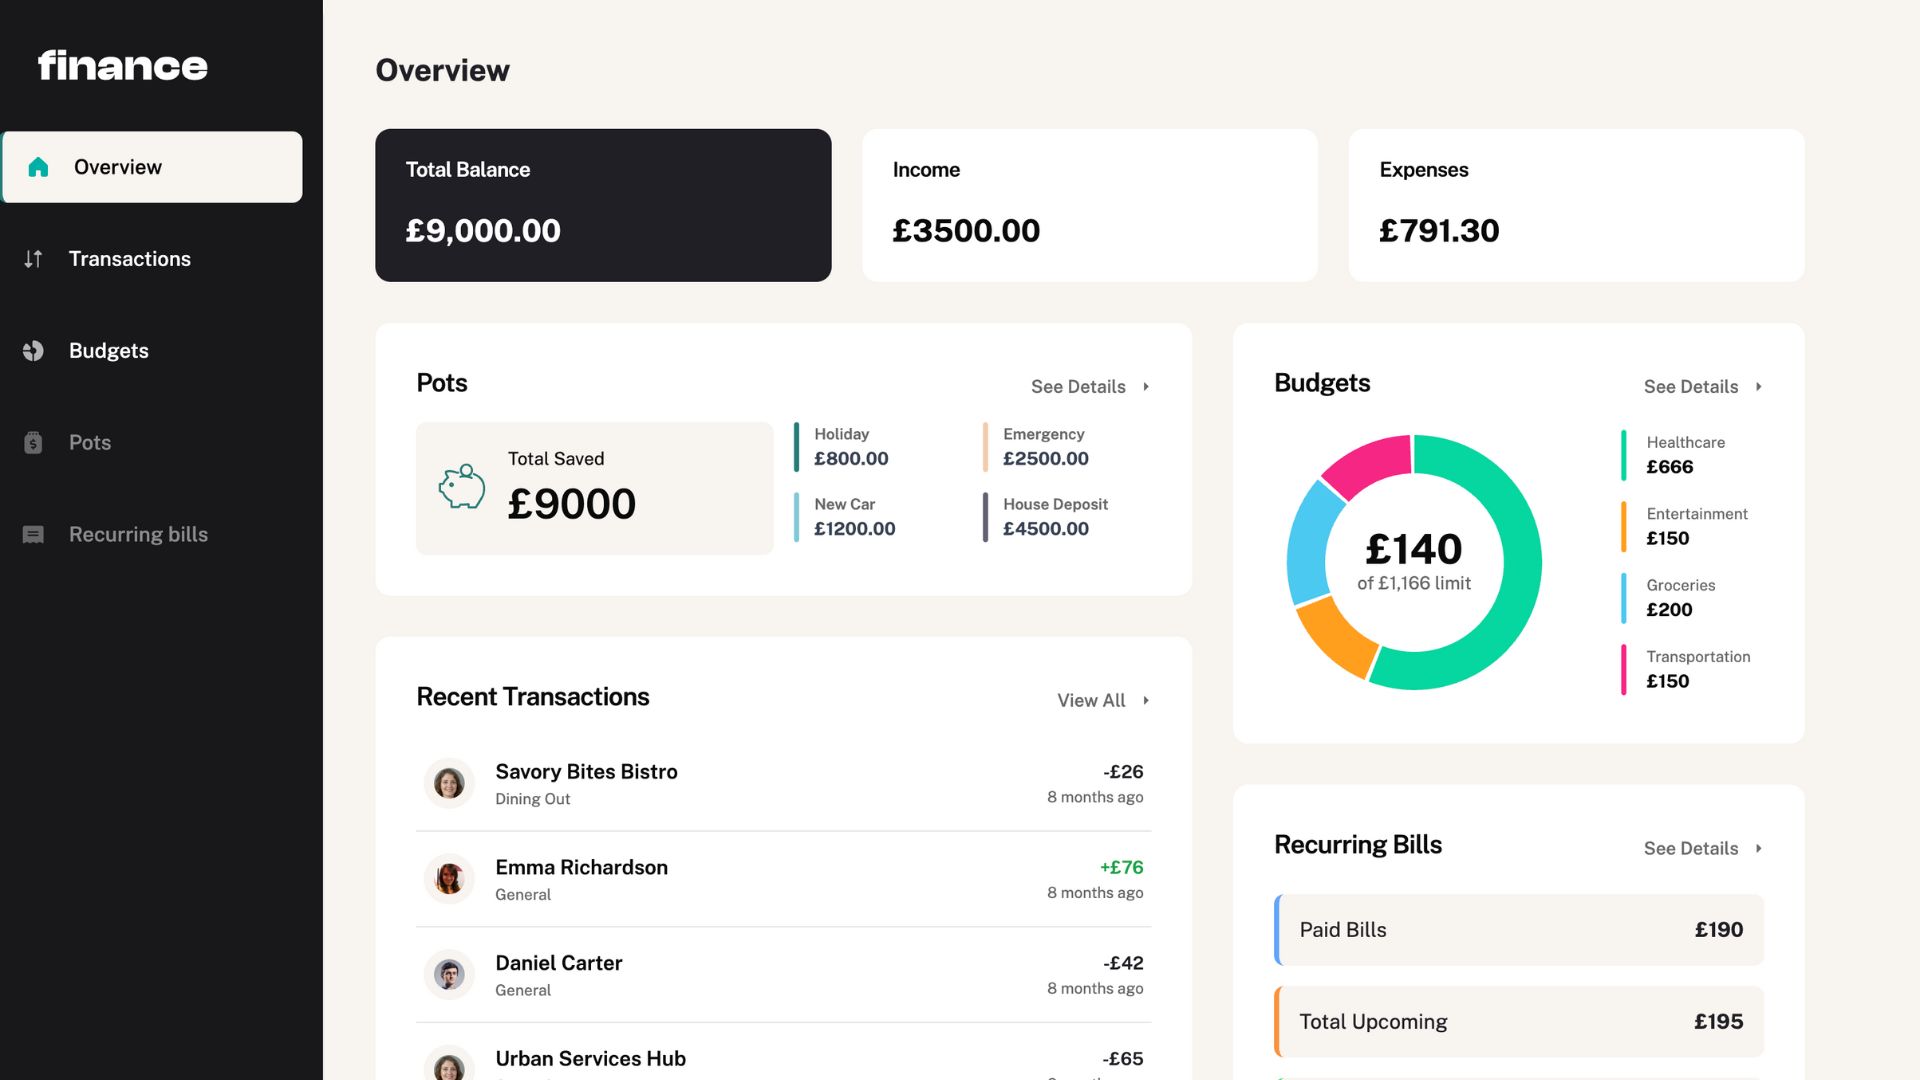 finance
Overview
Transactions
Budgets
Pots
Recurring bills
Overview
Total Balance
£9,000.00
Income
£3500.00
Expenses
£791.30
Pots
See Details
Total Saved
£9000
Holiday
£800.00
Emergency
£2500.00
New Car
£1200.00
House Deposit
£4500.00
Budgets
See Details
£140
of £1,166 limit
Healthcare
£666
Entertainment
£150
Groceries
£200
Transportation
£150
Recent Transactions
View All
Savory Bites Bistro
Dining Out
-£26
8 months ago
Emma Richardson
General
+£76
8 months ago
Daniel Carter
General
-£42
8 months ago
Urban Services Hub
-£65
Recurring Bills
See Details
Paid Bills
£190
Total Upcoming
£195